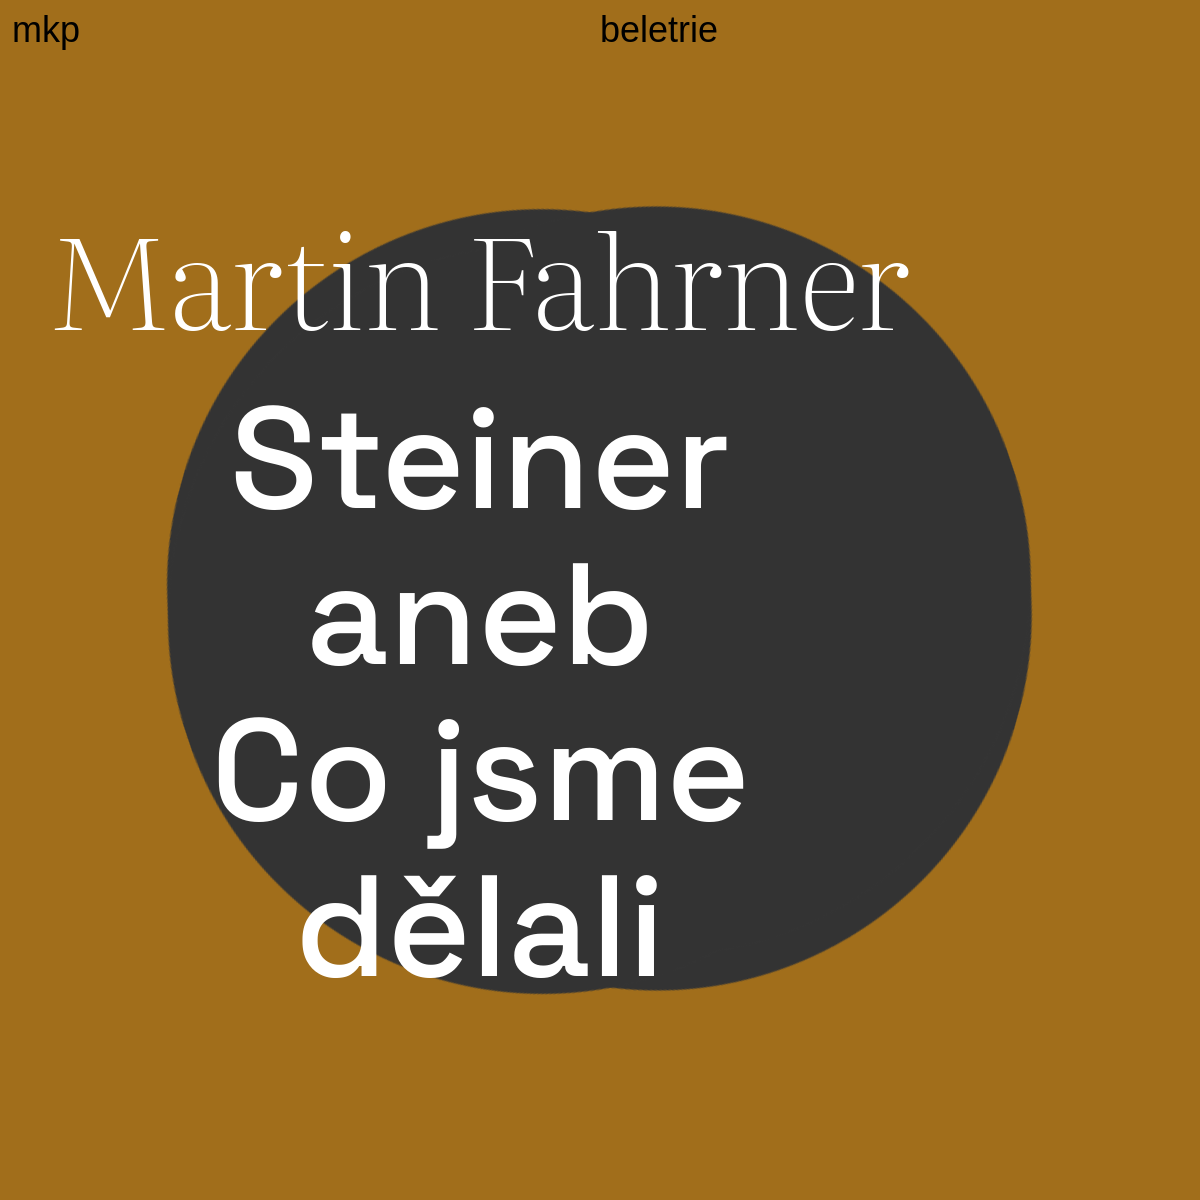 mkp
beletrie
Martin Fahrner
Steiner
aneb
Co jsme
dělali